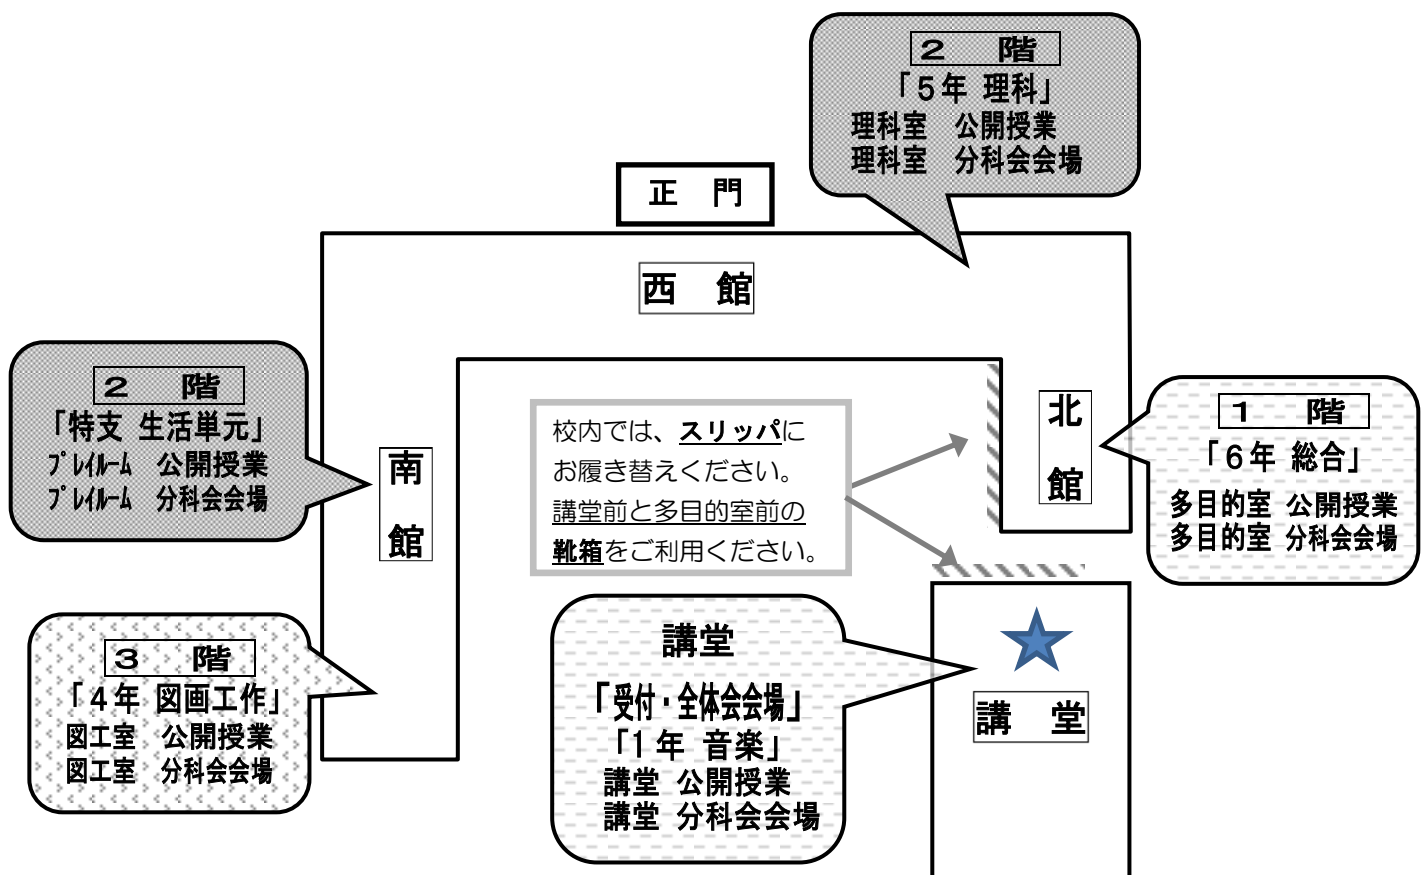 ２　階
「５年 理科」
理科室　公開授業
理科室　分科会会場
正　門
西　館
２　階
「特支 生活単元」
ﾌﾟﾚｲﾙｰﾑ　公開授業
ﾌﾟﾚｲﾙｰﾑ　分科会会場
南
館
校内では、スリッパに
お履き替えください。
講堂前と多目的室前の
靴箱をご利用ください。
北
館
１　階
「６年 総合」
多目的室 公開授業
多目的室 分科会会場
３　階
「４年 図画工作」
図工室　公開授業
図工室　分科会会場
講堂
「受付・全体会会場」
「1 年 音楽」
講堂 公開授業
講堂 分科会会場
講　堂